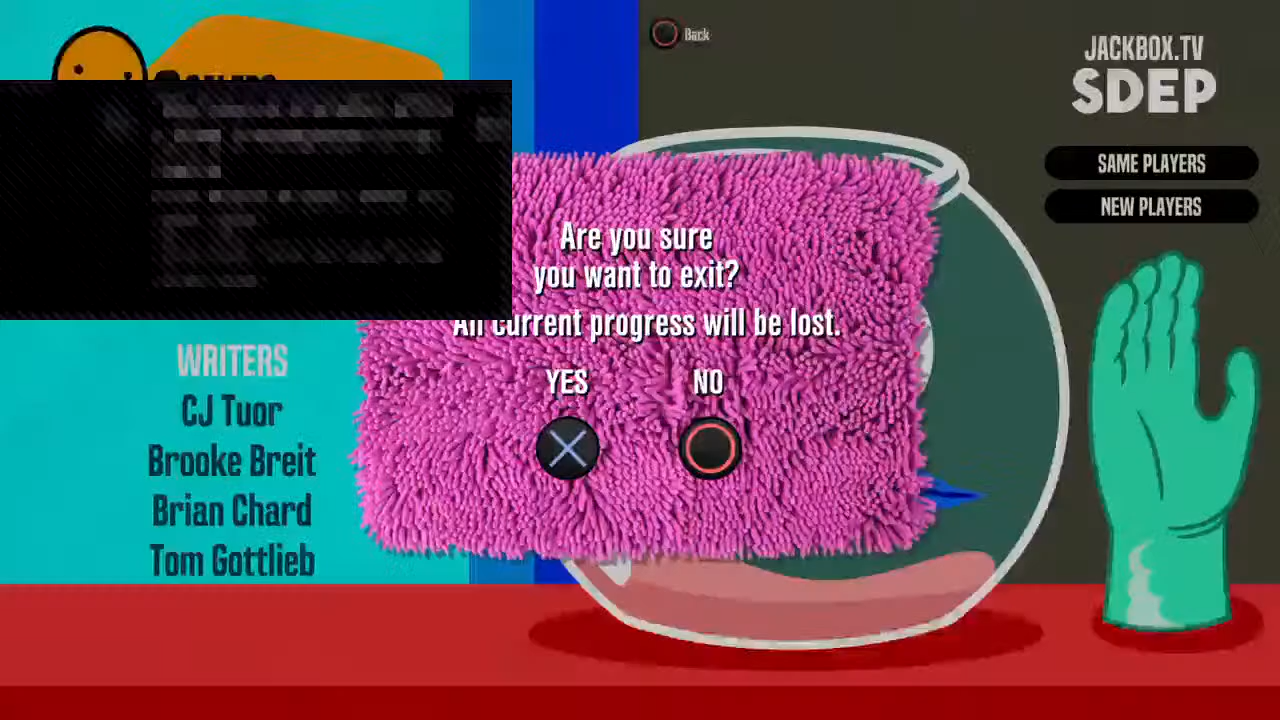 Back
JACKBOX.TV
SDEP
SAME PLAYERS
NEW PLAYERS
Are you sure
you want to exit?
All current progress will be lost.
YES
NO
WRITERS
CJ Tuor
Brooke Breit
Brian Chard
Tom Gottlieb